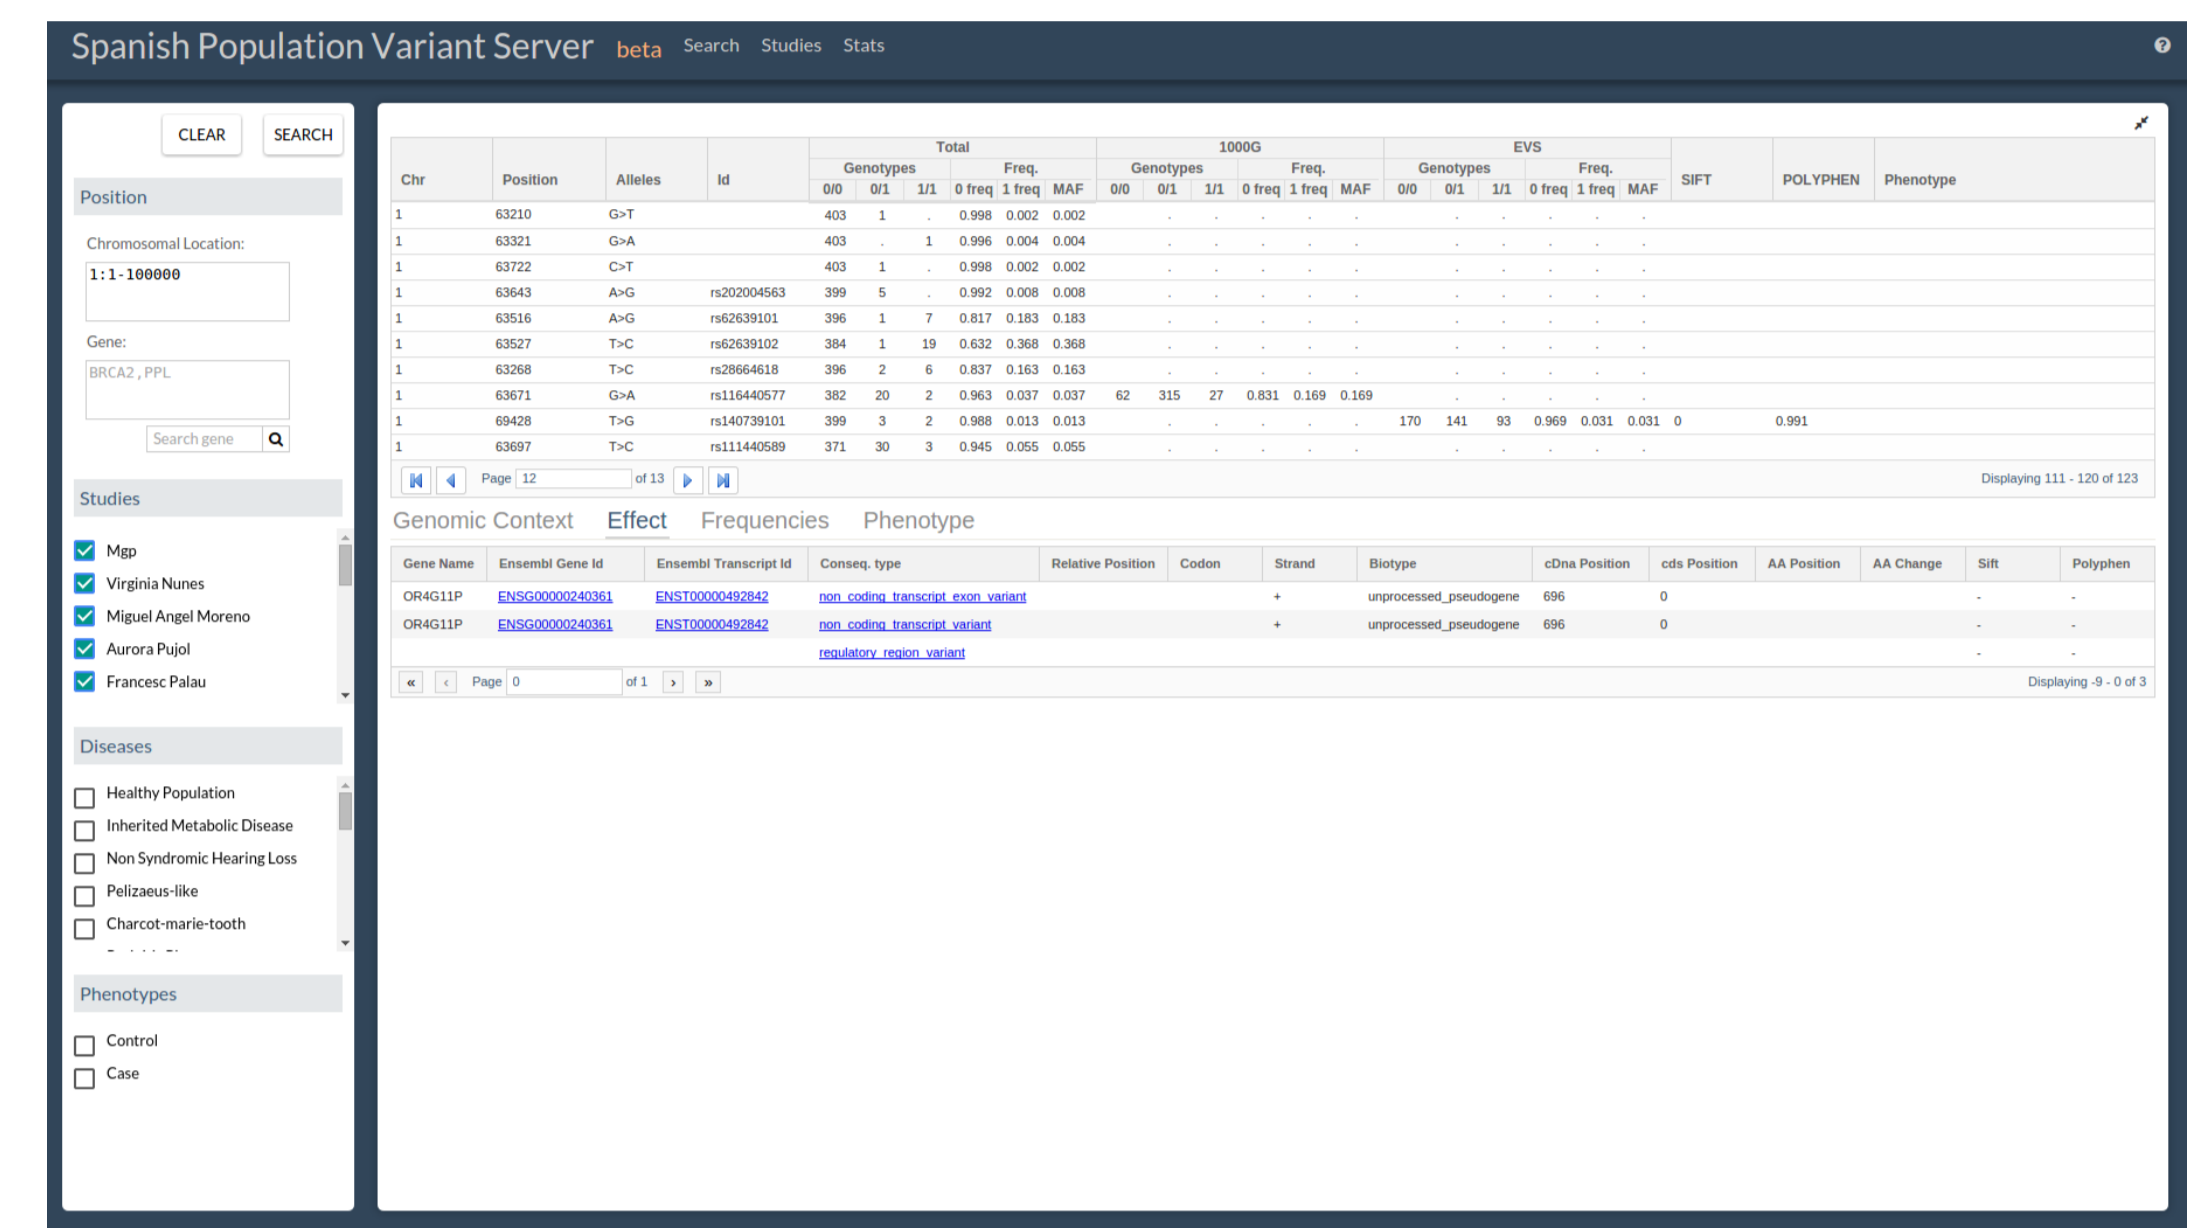 Spanish Population Variant Server beta Search Studies Stats
CLEAR SEARCH
Position
Chromosomal Location:
1:1-100000
Gene:
BRCA2,PPL
Search gene
Studies
Mgp
Virginia Nunes
Miguel Angel Moreno
Aurora Pujol
Francesc Palau
Diseases
Healthy Population
Inherited Metabolic Disease
Non Syndromic Hearing Loss
Pelizaeus-like
Charcot-marie-tooth
Phenotypes
Control
Case
Total 1000G EVS
Genotypes Freq. Genotypes Freq. Genotypes Freq.
Chr Position Alleles Id SIFT POLYPHEN Phenotype
0/0 0/1 1/1 0 freq 1 freq MAF 0/0 0/1 1/1 0 freq 1 freq MAF 0/0 0/1 1/1 0 freq 1 freq MAF
1 63210 G>T 403 1 . 0.998 0.002 0.002 . . . . . . . . . .
1 63321 G>A 403 . 1 0.996 0.004 0.004 . . . . . . . . . .
1 63722 C>T 403 1 . 0.998 0.002 0.002 . . . . . . . . . .
1 63643 A>G rs202004563 399 5 . 0.992 0.008 0.008 . . . . . . . . . .
1 63516 A>G rs62639101 396 1 7 0.817 0.183 0.183 . . . . . . . . . .
1 63527 T>C rs62639102 384 1 19 0.632 0.368 0.368 . . . . . . . . . .
1 63268 T>C rs28664618 396 2 6 0.837 0.163 0.163 . . . . . . . . . .
1 63671 G>A rs116440577 382 20 2 0.963 0.037 0.037 62 315 27 0.831 0.169 0.169 . . . . .
1 69428 T>G rs140739101 399 3 2 0.988 0.013 0.013 . . . . . 170 141 93 0.969 0.031 0.031 0 0.991
1 63697 T>C rs111440589 371 30 3 0.945 0.055 0.055 . . . . . . . . . .
Page 12 of 13 Displaying 111 - 120 of 123
Genomic Context Effect Frequencies Phenotype
Gene Name Ensembl Gene Id Ensembl Transcript Id Conseq. type Relative Position Codon Strand Biotype cDna Position cds Position AA Position AA Change Sift Polyphen
OR4G11P ENSG00000240361 ENST00000492842 non_coding_transcript_exon_variant + unprocessed_pseudogene 696 0 - -
OR4G11P ENSG00000240361 ENST00000492842 non_coding_transcript_variant + unprocessed_pseudogene 696 0 - -
regulatory_region_variant - -
« ‹ Page 0 of 1 › » Displaying -9 - 0 of 3